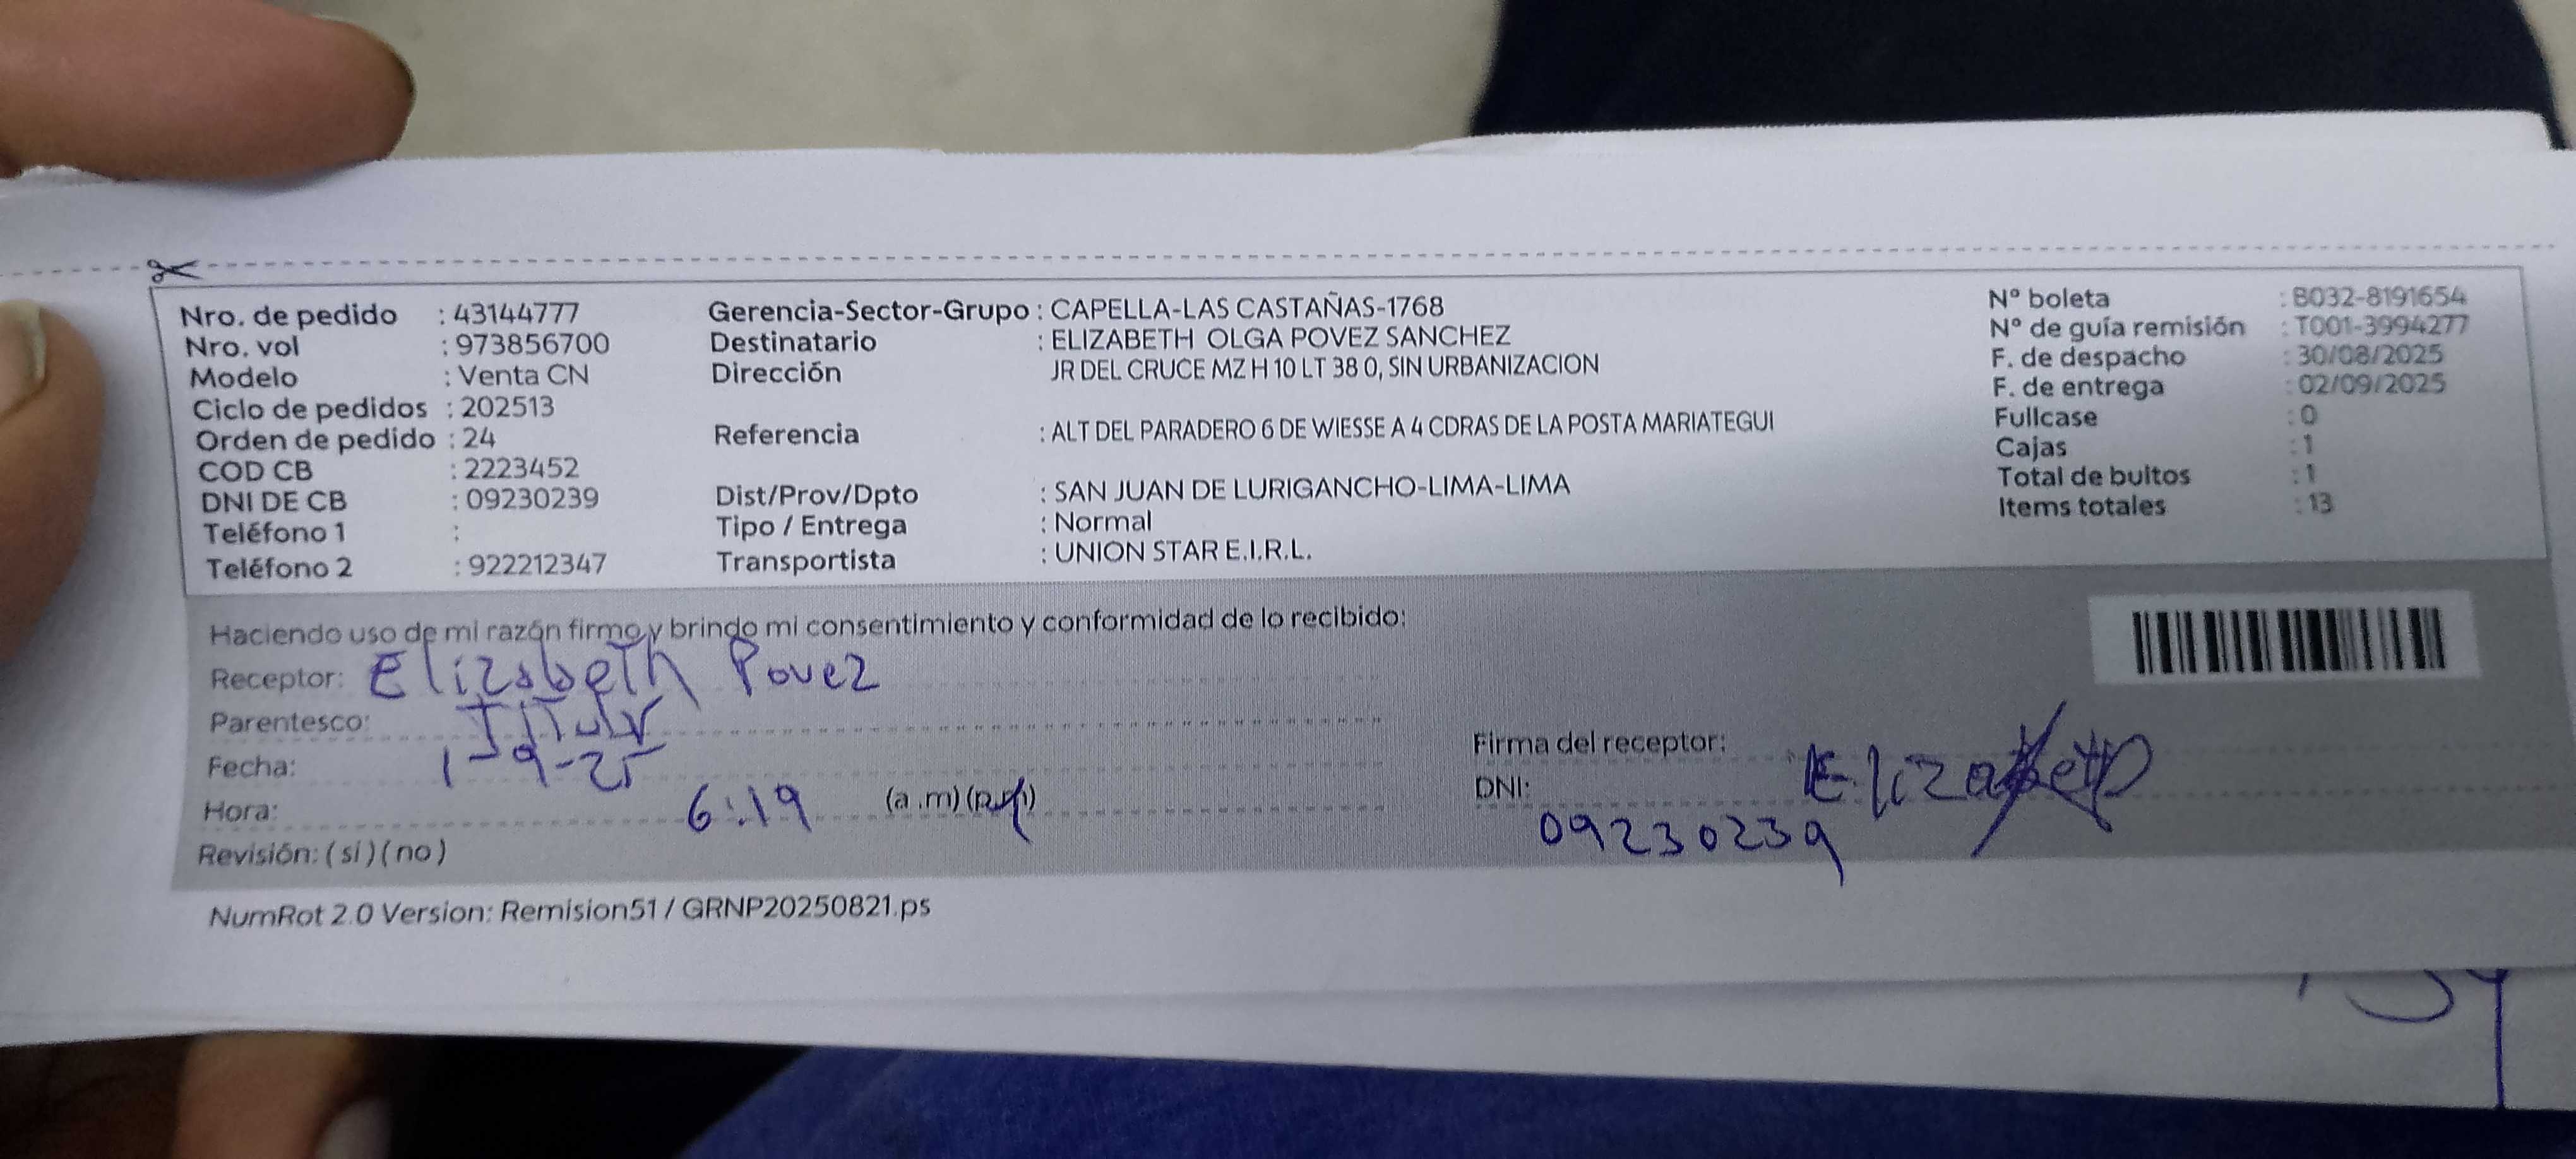 Nro. de pedido : 43144777
Nro. vol : 973856700
Modelo : Venta CN
Ciclo de pedidos : 202513
Orden de pedido : 24
COD CB : 2223452
DNI DE CB : 09230239
Teléfono 1 :
Teléfono 2 : 922212347
Gerencia-Sector-Grupo : CAPELLA-LAS CASTAÑAS-1768
Destinatario : ELIZABETH OLGA POVEZ SANCHEZ
Dirección JR DEL CRUCE MZ H 10 LT 38 0, SIN URBANIZACION
Referencia : ALT DEL PARADERO 6 DE WIESSE A 4 CDRAS DE LA POSTA MARIATEGUI
Dist/Prov/Dpto : SAN JUAN DE LURIGANCHO-LIMA-LIMA
Tipo / Entrega : Normal
Transportista : UNION STAR E.I.R.L.
N° boleta : B032-8191654
N° de guía remisión : T001-3994277
F. de despacho : 30/08/2025
F. de entrega : 02/09/2025
Fullcase : 0
Cajas : 1
Total de bultos : 1
Items totales : 13
Haciendo uso de mi razón firmo y brindo mi consentimiento y conformidad de lo recibido:
Receptor: Elizabeth Povez
Parentesco: Titular
Fecha: 1-9-25
Hora: 6:19 (a.m) (p.m)
Revisión: (si) (no)
Firma del receptor: Elizabeth
DNI: 09230239
NumRot 2.0 Version: Remision51 / GRNP20250821.ps